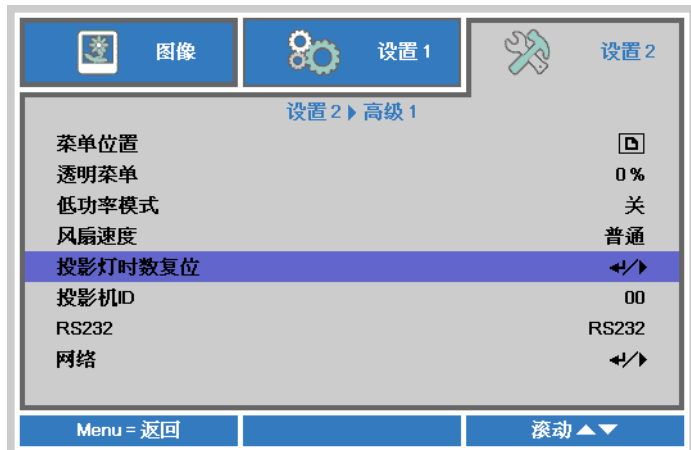 图像 设置 1 设置 2
设置 2 高级 1
菜单位置
透明菜单 0 %
低功率模式 关
风扇速度 普通
投影灯时数复位
投影机ID 00
RS232 RS232
网络
Menu = 返回 滚动